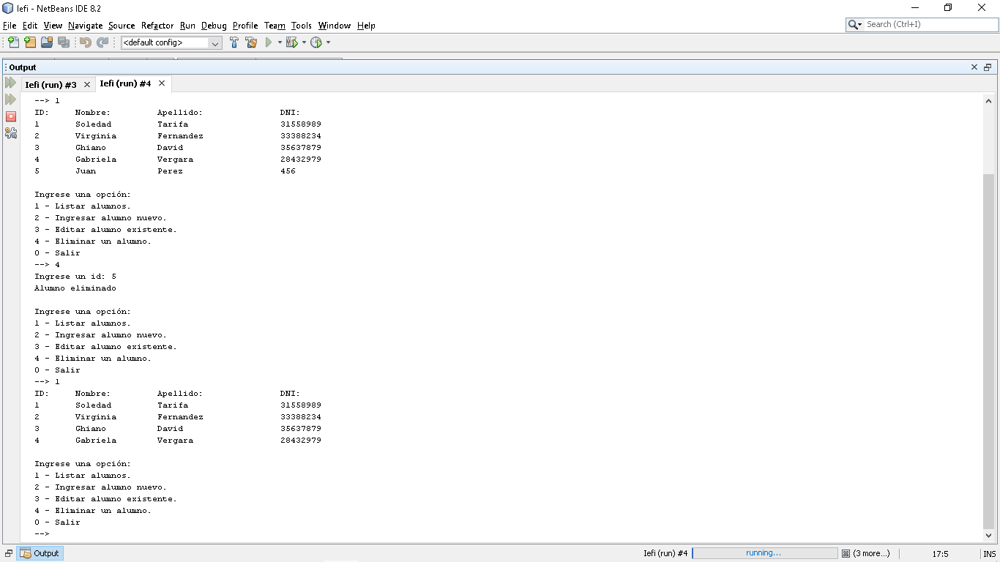 Iefi - NetBeans IDE 8.2
File Edit View Navigate Source Refactor Run Debug Profile Team Tools Window Help
Search (Ctrl+I)
<default config>
Output
Iefi (run) #3 Iefi (run) #4
--> 1
ID: Nombre: Apellido: DNI:
1 Soledad Tarifa 31558989
2 Virginia Fernandez 33388234
3 Ghiano David 35637879
4 Gabriela Vergara 28432979
5 Juan Perez 456
Ingrese una opción:
1 - Listar alumnos.
2 - Ingresar alumno nuevo.
3 - Editar alumno existente.
4 - Eliminar un alumno.
0 - Salir
--> 4
Ingrese un id: 5
Alumno eliminado
Ingrese una opción:
1 - Listar alumnos.
2 - Ingresar alumno nuevo.
3 - Editar alumno existente.
4 - Eliminar un alumno.
0 - Salir
--> 1
ID: Nombre: Apellido: DNI:
1 Soledad Tarifa 31558989
2 Virginia Fernandez 33388234
3 Ghiano David 35637879
4 Gabriela Vergara 28432979
Ingrese una opción:
1 - Listar alumnos.
2 - Ingresar alumno nuevo.
3 - Editar alumno existente.
4 - Eliminar un alumno.
0 - Salir
-->
Output Iefi (run) #4 running... (3 more...) 17:5 INS